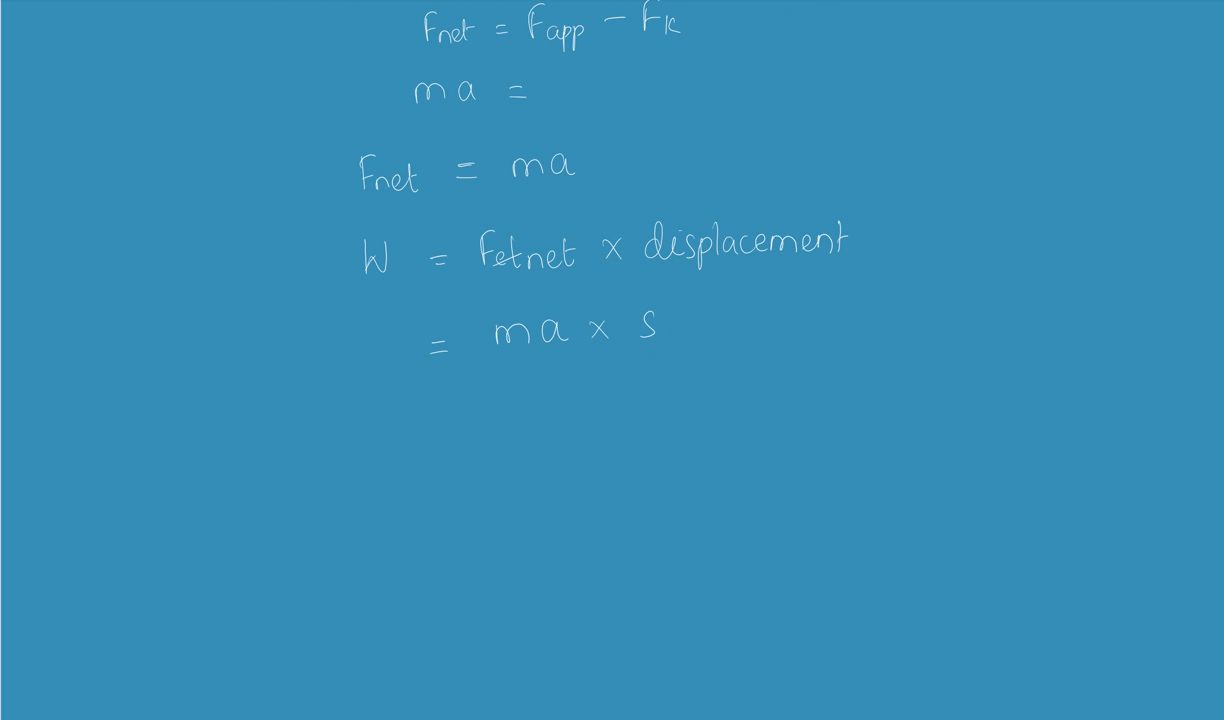 Fnet = Fapp - Fk
ma =
Fnet = ma
W = Fetnet x displacement
= ma x s